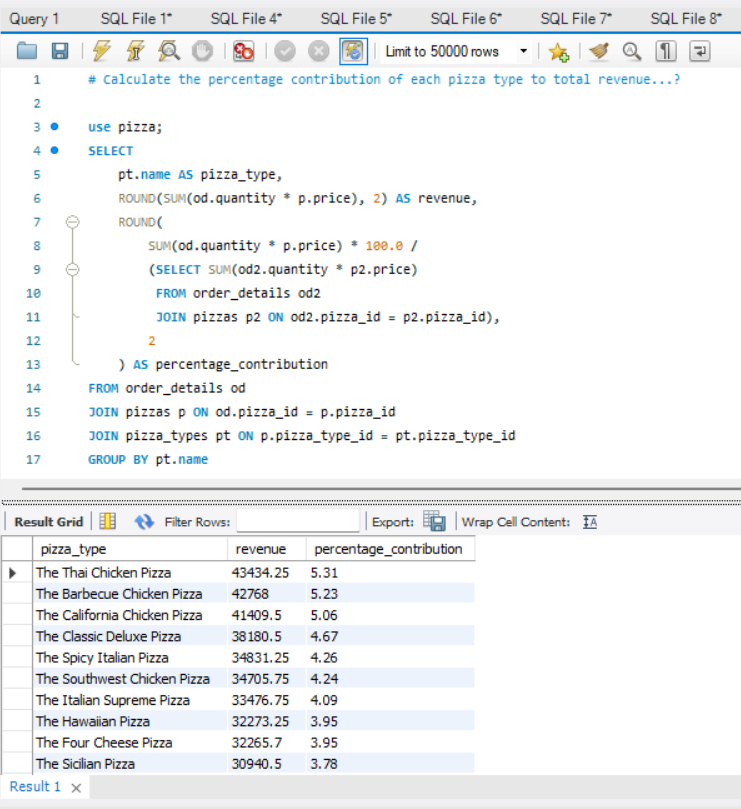 Query 1 SQL File 1* SQL File 4* SQL File 5* SQL File 6* SQL File 7* SQL File 8*
Limit to 50000 rows
1 # Calculate the percentage contribution of each pizza type to total revenue...?
2
3 use pizza;
4 SELECT
5 pt.name AS pizza_type,
6 ROUND(SUM(od.quantity * p.price), 2) AS revenue,
7 ROUND(
8 SUM(od.quantity * p.price) * 100.0 /
9 (SELECT SUM(od2.quantity * p2.price)
10 FROM order_details od2
11 JOIN pizzas p2 ON od2.pizza_id = p2.pizza_id),
12 2
13 ) AS percentage_contribution
14 FROM order_details od
15 JOIN pizzas p ON od.pizza_id = p.pizza_id
16 JOIN pizza_types pt ON p.pizza_type_id = pt.pizza_type_id
17 GROUP BY pt.name
Result Grid Filter Rows: Export: Wrap Cell Content: IA
pizza_type revenue percentage_contribution
The Thai Chicken Pizza 43434.25 5.31
The Barbecue Chicken Pizza 42768 5.23
The California Chicken Pizza 41409.5 5.06
The Classic Deluxe Pizza 38180.5 4.67
The Spicy Italian Pizza 34831.25 4.26
The Southwest Chicken Pizza 34705.75 4.24
The Italian Supreme Pizza 33476.75 4.09
The Hawaiian Pizza 32273.25 3.95
The Four Cheese Pizza 32265.7 3.95
The Sicilian Pizza 30940.5 3.78
Result 1